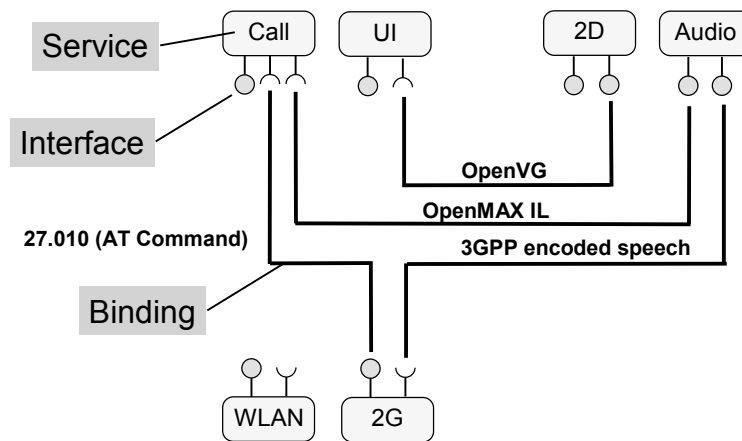 Service
Call
UI
2D
Audio
Interface
OpenVG
OpenMAX IL
27.010 (AT Command)
3GPP encoded speech
Binding
WLAN
2G